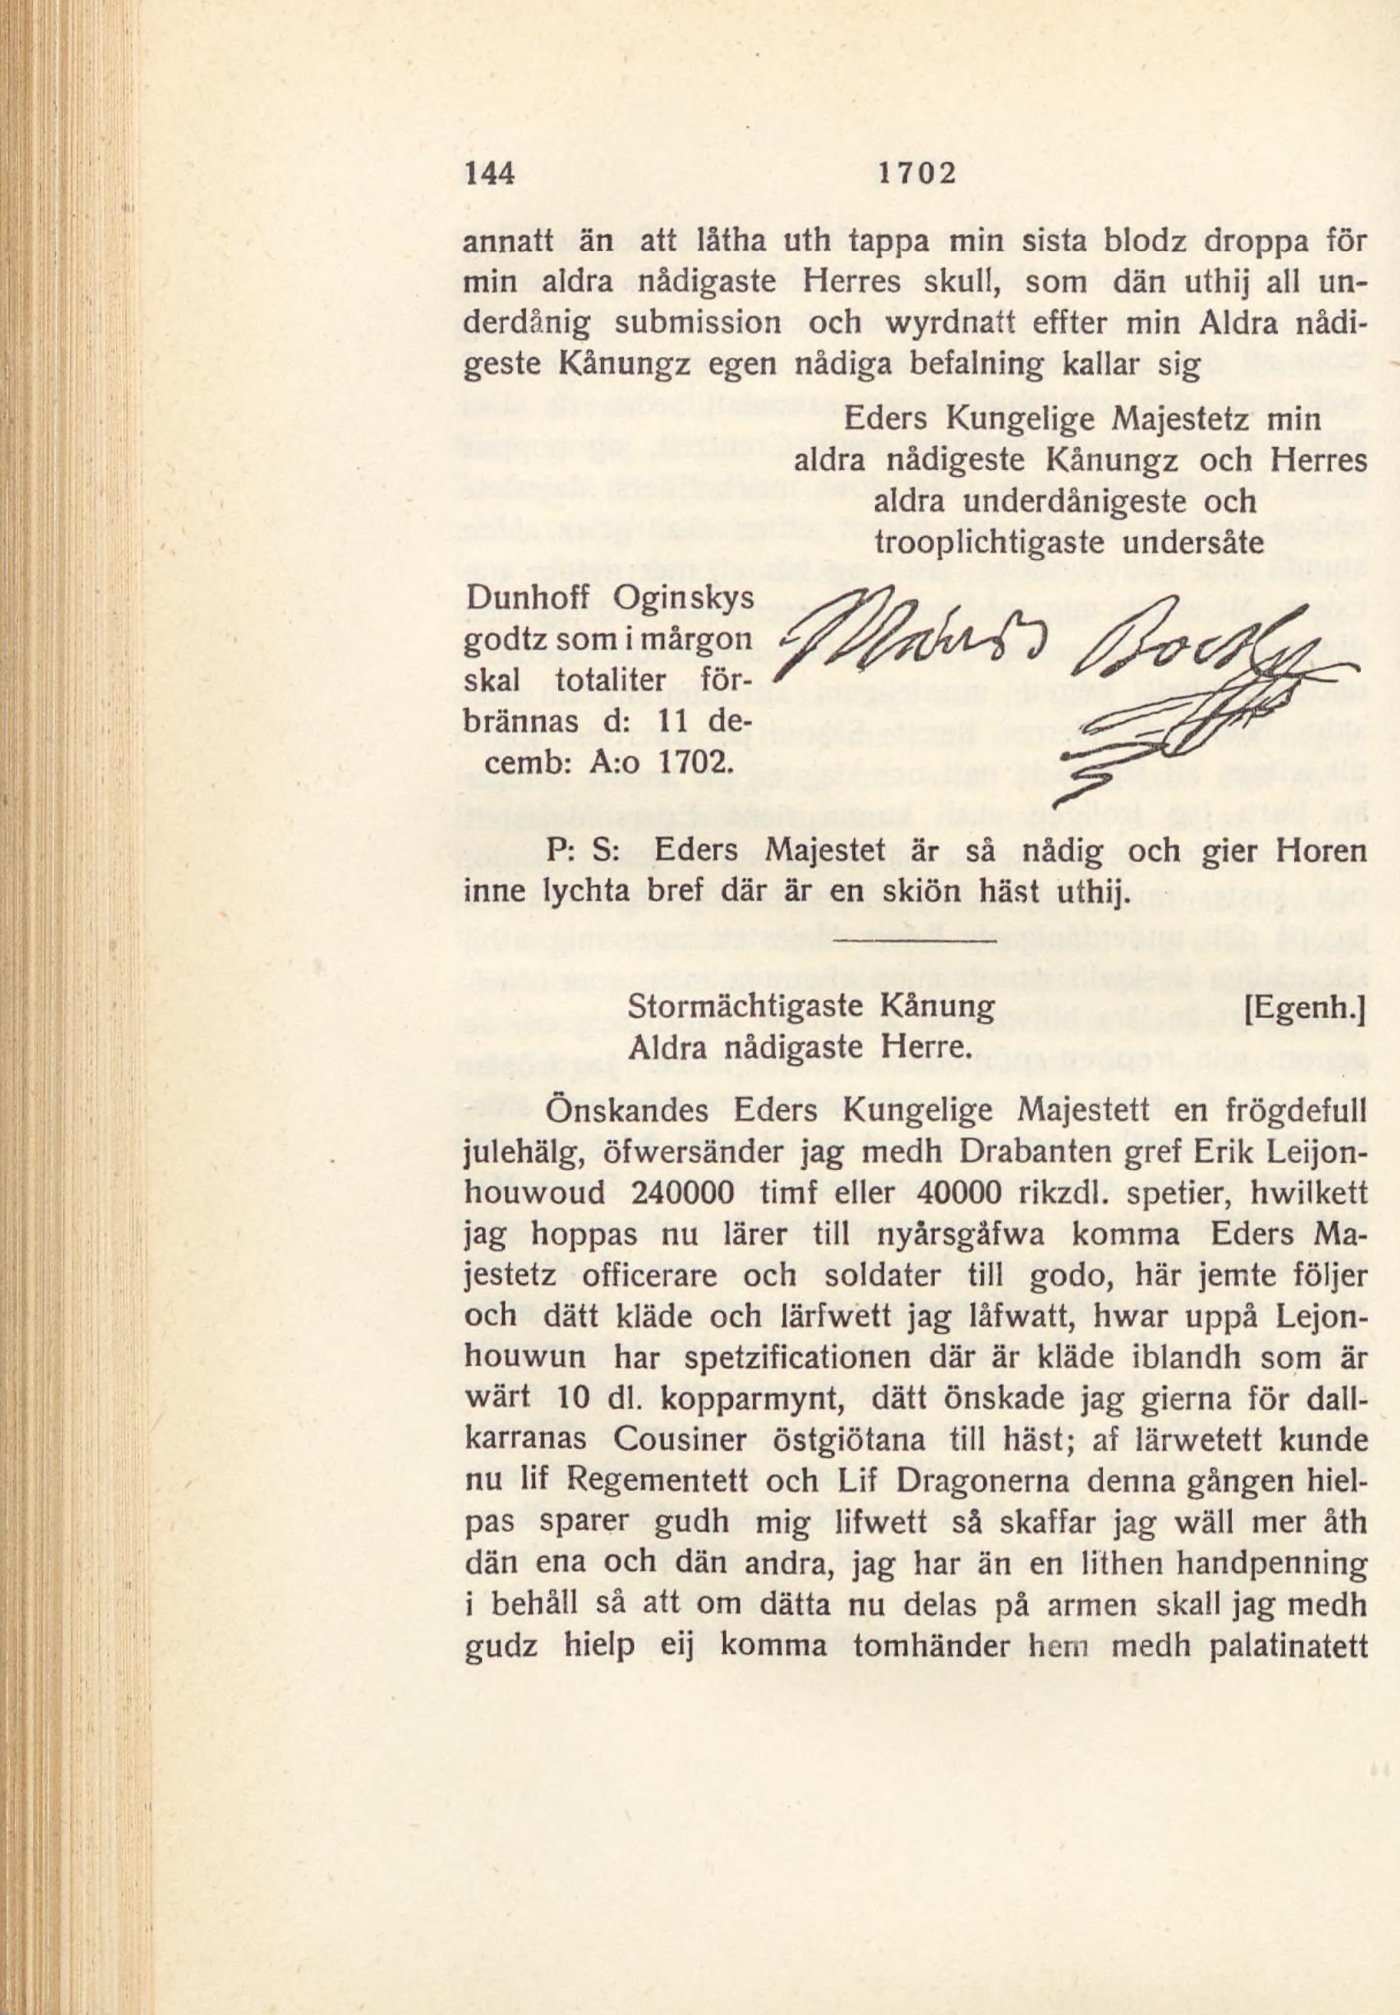 144 1702
annatt än att låtha uth tappa min sista blodz droppa för
min aldra nådigaste Herres skull, som dän uthij all un-
derdånig submission och wyrdnatt effter min Aldra nådi-
geste Kånungz egen nådiga befalning kallar sig
Eders Kungelige Majestetz min
aldra nådigeste Kånungz och Herres
aldra underdånigeste och
trooplichtigaste undersåte
Dunhoff Oginskys
godtz som i mårgon
skal totaliter för-
brännas d: 11 de-
cemb: A:o 1702.
P: S: Eders Majestet är så nådig och gier Horen
inne lychta bref där är en skiön häst uthij.
Stormächtigaste Kånung [Egenh.]
Aldra nådigaste Herre.
Önskandes Eders Kungelige Majestett en frögdefull
julehälg, öfwersänder jag medh Drabanten gref Erik Leijon-
houwoud 240000 timf eller 40000 rikzdl. spetier, hwilkett
jag hoppas nu lärer till nyårsgåfwa komma Eders Ma-
jestetz officerare och soldater till godo, här jemte följer
och dätt kläde och lärfwett jag låfwatt, hwar uppå Lejon-
houwun har spetzificationen där är kläde iblandh som är
wärt 10 dl. kopparmynt, dätt önskade jag gierna för dall-
karranas Cousiner östgiötana till häst; af lärwetett kunde
nu lif Regementett och Lif Dragonerna denna gången hiel-
pas sparer gudh mig lifwett så skaffar jag wäll mer åth
dän ena och dän andra, jag har än en lithen handpenning
i behåll så att om dätta nu delas på armen skall jag medh
gudz hielp eij komma tomhänder hem medh palatinatett